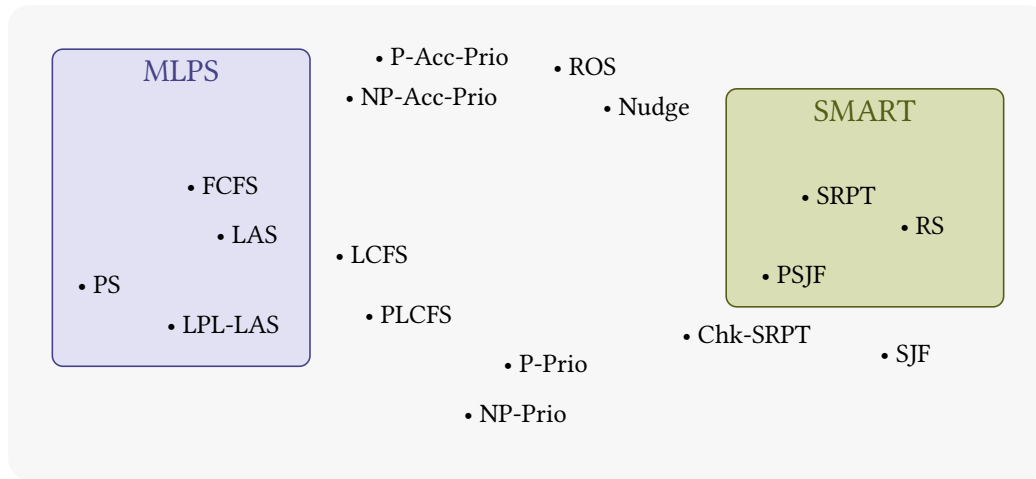 MLPS
• FCFS
• LAS
• PS
• LPL-LAS
• P-Acc-Prio
• NP-Acc-Prio
• ROS
• Nudge
• LCFS
• PLCFS
• P-Prio
• NP-Prio
SMART
• SRPT
• RS
• PSJF
• Chk-SRPT
• SJF